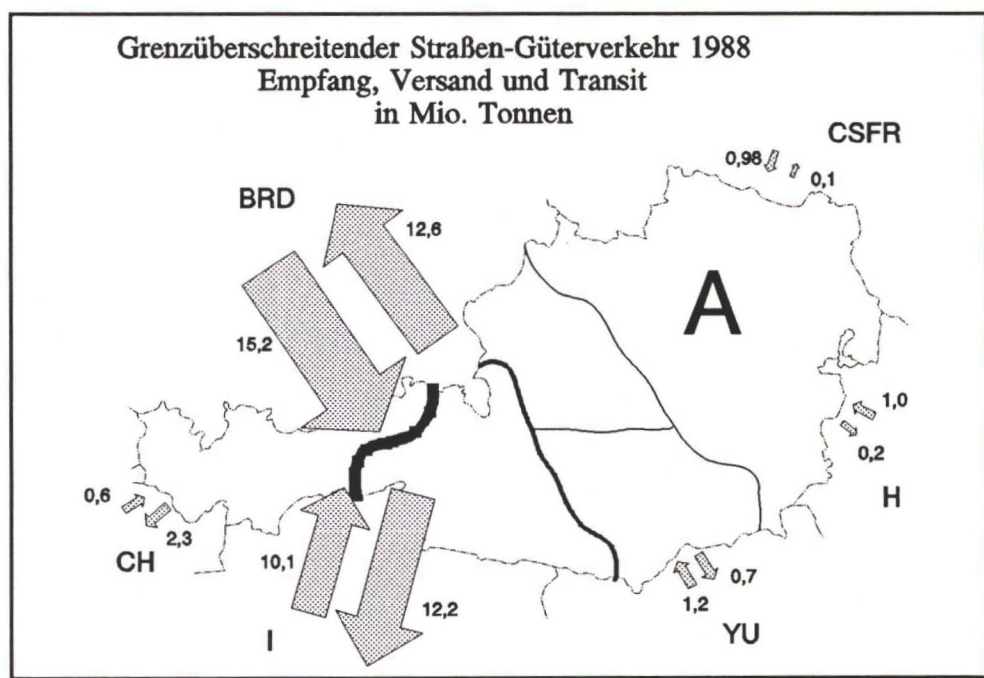 Grenzüberschreitender Straßen-Güterverkehr 1988
Empfang, Versand und Transit
in Mio. Tonnen
CSFR
0,98
0,1
BRD
12,6
A
15,2
1,0
0,2
H
0,6
2,3
CH
10,1
12,2
I
0,7
1,2
YU